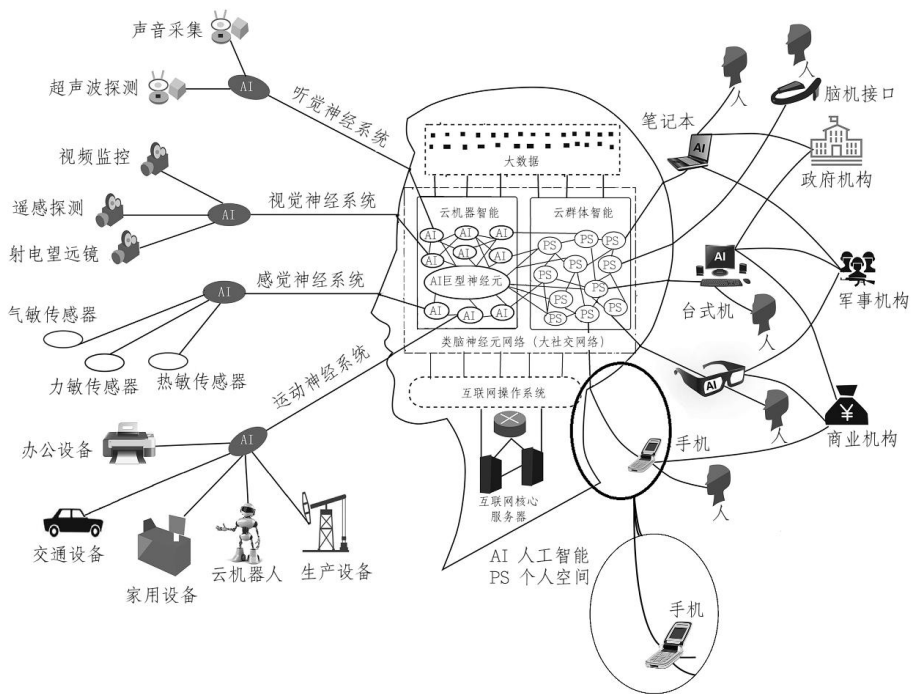 声音采集
超声波探测
AI
听觉神经系统
视频监控
遥感探测
射电望远镜
AI
视觉神经系统
气敏传感器
力敏传感器
热敏传感器
AI
感觉神经系统
运动神经系统
办公设备
AI
交通设备
家用设备
云机器人
生产设备
大数据
云机器智能
云群体智能
AI
AI
AI
AI
AI
AI
AI巨型神经元
AI
AI
AI
PS
PS
PS
PS
PS
PS
PS
PS
PS
PS
类脑神经元网络（大社交网络）
互联网操作系统
互联网核心
服务器
AI 人工智能
PS 个人空间
笔记本
AI
人
人
脑机接口
政府机构
台式机
AI
人
军事机构
AI
人
商业机构
¥
手机
人
手机